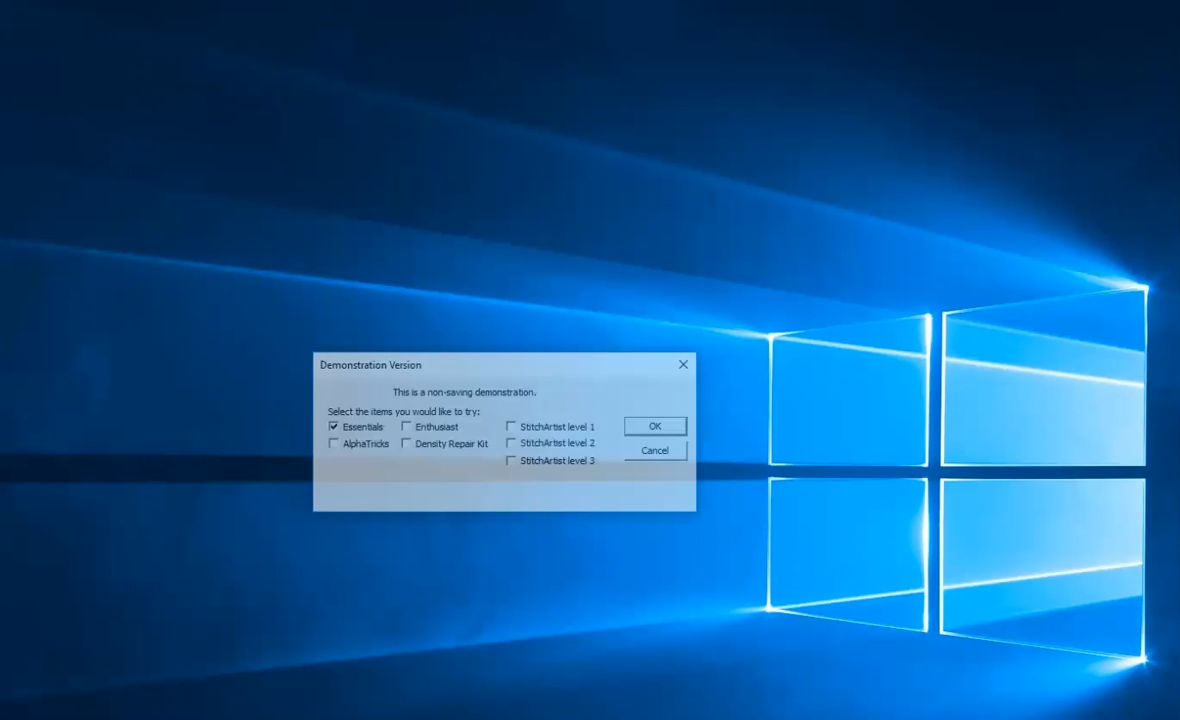 Demonstration Version
This is a non-saving demonstration.
Select the items you would like to try:
Essentials Enthusiast StitchArtist level 1 OK
AlphaTricks Density Repair Kit StitchArtist level 2 Cancel
StitchArtist level 3